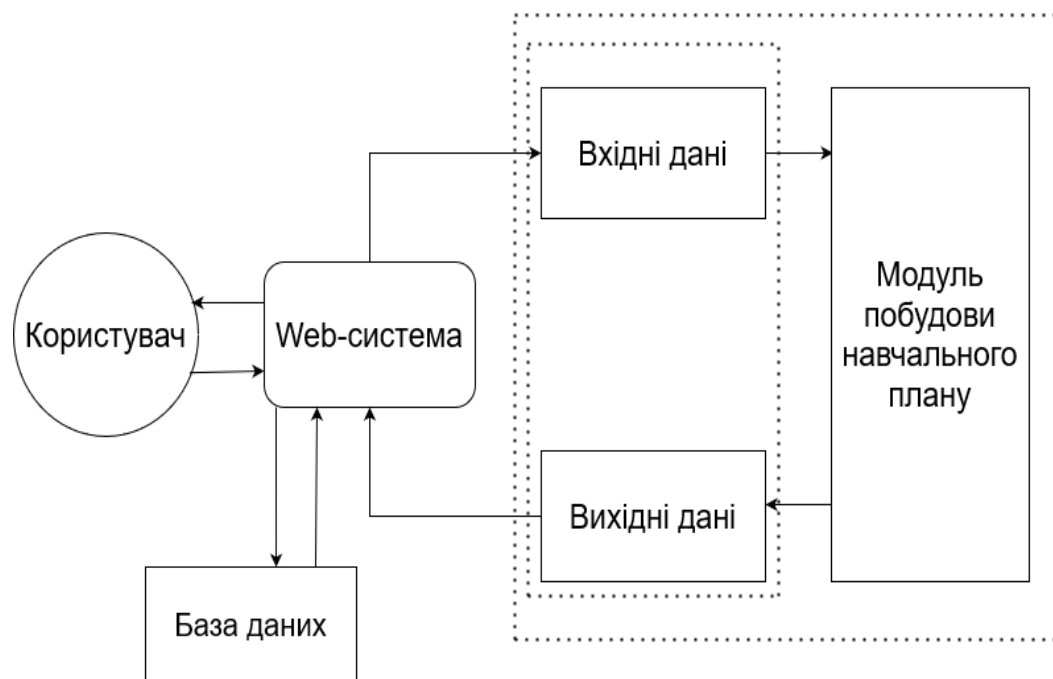 Вхідні дані
Модуль
побудови
навчального
плану
Користувач
Web-система
Вихідні дані
База даних